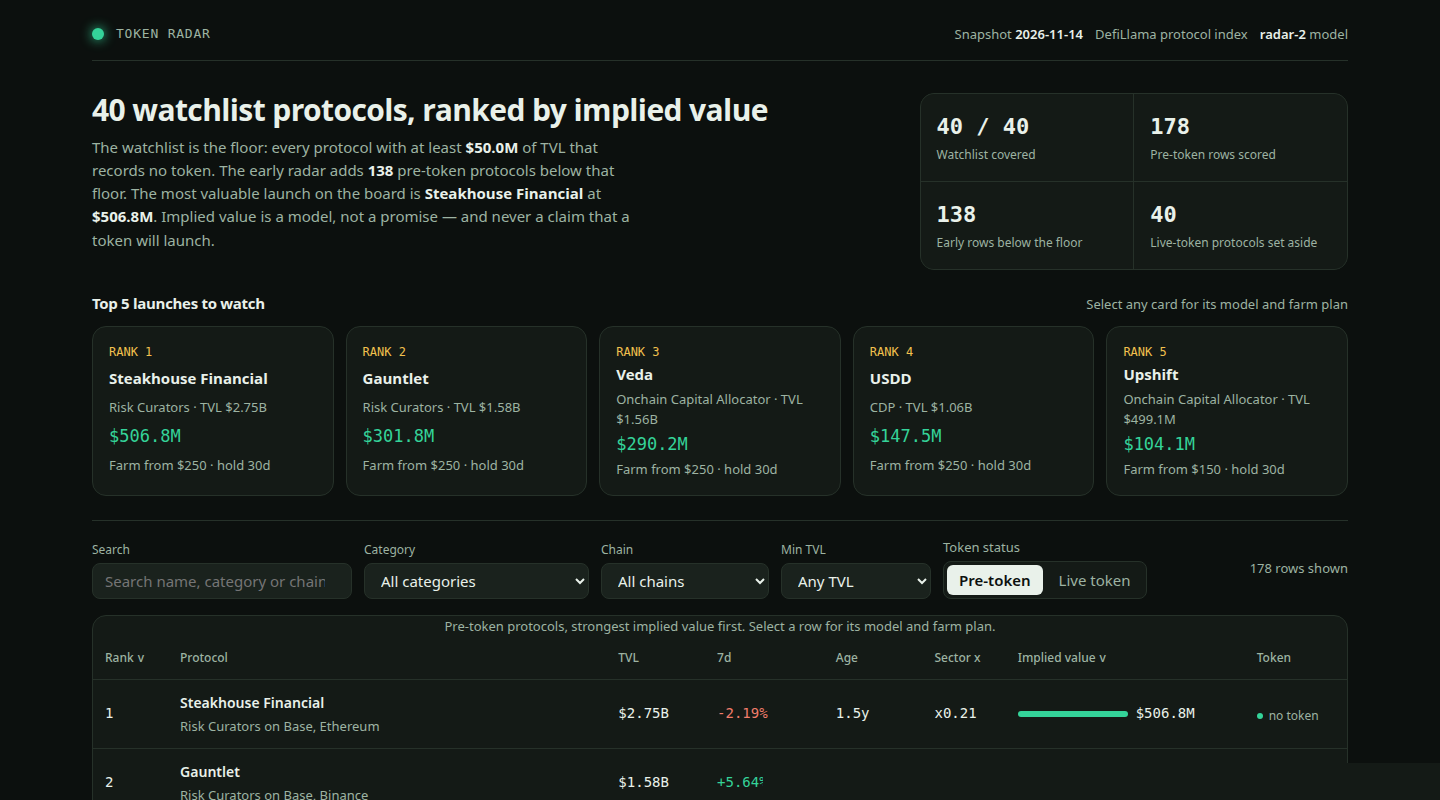 TOKEN RADAR
Snapshot 2026-11-14 DefiLlama protocol index radar-2 model
40 watchlist protocols, ranked by implied value
The watchlist is the floor: every protocol with at least $50.0M of TVL that
records no token. The early radar adds 138 pre-token protocols below that
floor. The most valuable launch on the board is Steakhouse Financial at
$506.8M. Implied value is a model, not a promise — and never a claim that a
token will launch.
40 / 40
Watchlist covered
178
Pre-token rows scored
138
Early rows below the floor
40
Live-token protocols set aside
Top 5 launches to watch
Select any card for its model and farm plan
RANK 1
Steakhouse Financial
Risk Curators · TVL $2.75B
$506.8M
Farm from $250 · hold 30d
RANK 2
Gauntlet
Risk Curators · TVL $1.58B
$301.8M
Farm from $250 · hold 30d
RANK 3
Veda
Onchain Capital Allocator · TVL
$1.56B
$290.2M
Farm from $250 · hold 30d
RANK 4
USDD
CDP · TVL $1.06B
$147.5M
Farm from $250 · hold 30d
RANK 5
Upshift
Onchain Capital Allocator · TVL
$499.1M
$104.1M
Farm from $150 · hold 30d
Search
Search name, category or chain
Category
All categories
Chain
All chains
Min TVL
Any TVL
Token status
Pre-token Live token
178 rows shown
Pre-token protocols, strongest implied value first. Select a row for its model and farm plan.
Rank v Protocol TVL 7d Age Sector x Implied value v Token
1 Steakhouse Financial $2.75B -2.19% 1.5y x0.21 $506.8M no token
Risk Curators on Base, Ethereum
2 Gauntlet $1.58B +5.64
Risk Curators on Base, Binance